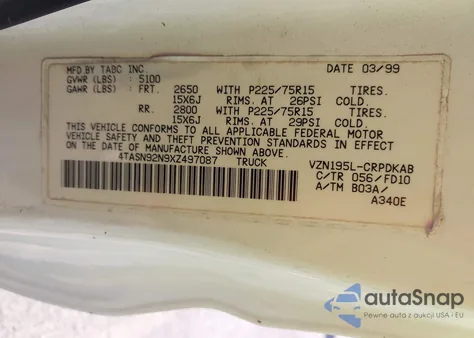 MFD BY TABC INC. DATE 03/99
GVWR (LBS) 5100
GAWR (LBS) FRT. 2650 WITH P225/75R15 TIRES.
15X6J RIMS. AT 26PSI COLD.
RR. 2800 WITH P225/75R15 TIRES.
15X6J RIMS. AT 29PSI COLD.
THIS VEHICLE CONFORMS TO ALL APPLICABLE FEDERAL MOTOR
VEHICLE SAFETY AND THEFT PREVENTION STANDARDS IN EFFECT ON
THE DATE OF MANUFACTURE SHOWN ABOVE.
4TASN92N9XZ497087 TRUCK VZN195L-CRPDKAB
C/TR 056/FD10
A/TM B03A/
A340E
autoSnap
Pewne auta z aukcji USA i EU